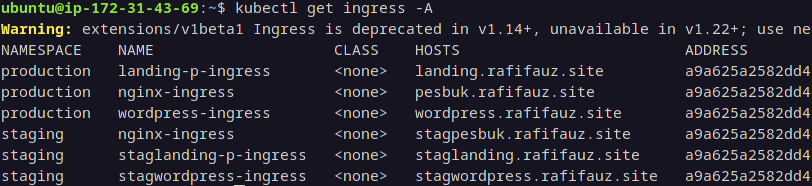 ubuntu@ip-172-31-43-69:~$ kubectl get ingress -A
Warning: extensions/v1beta1 Ingress is deprecated in v1.14+, unavailable in v1.22+; use ne
NAMESPACE NAME CLASS HOSTS ADDRESS
production landing-p-ingress <none> landing.rafifauz.site a9a625a2582dd4
production nginx-ingress <none> pesbuk.rafifauz.site a9a625a2582dd4
production wordpress-ingress <none> wordpress.rafifauz.site a9a625a2582dd4
staging nginx-ingress <none> stagpesbuk.rafifauz.site a9a625a2582dd4
staging staglanding-p-ingress <none> staglanding.rafifauz.site a9a625a2582dd4
staging stagwordpress-ingress <none> stagwordpress.rafifauz.site a9a625a2582dd4